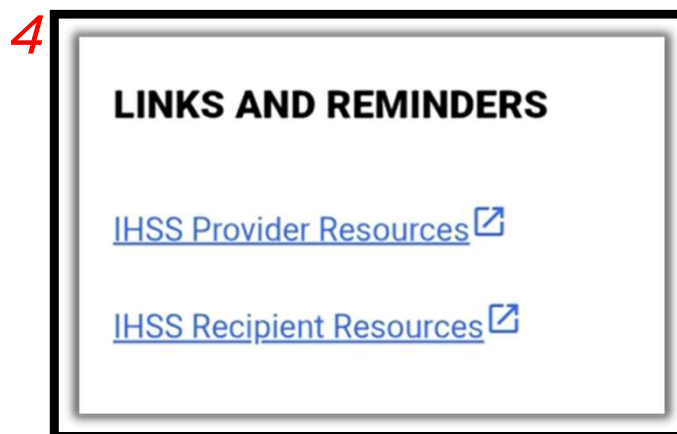 4
LINKS AND REMINDERS
IHSS Provider Resources
IHSS Recipient Resources